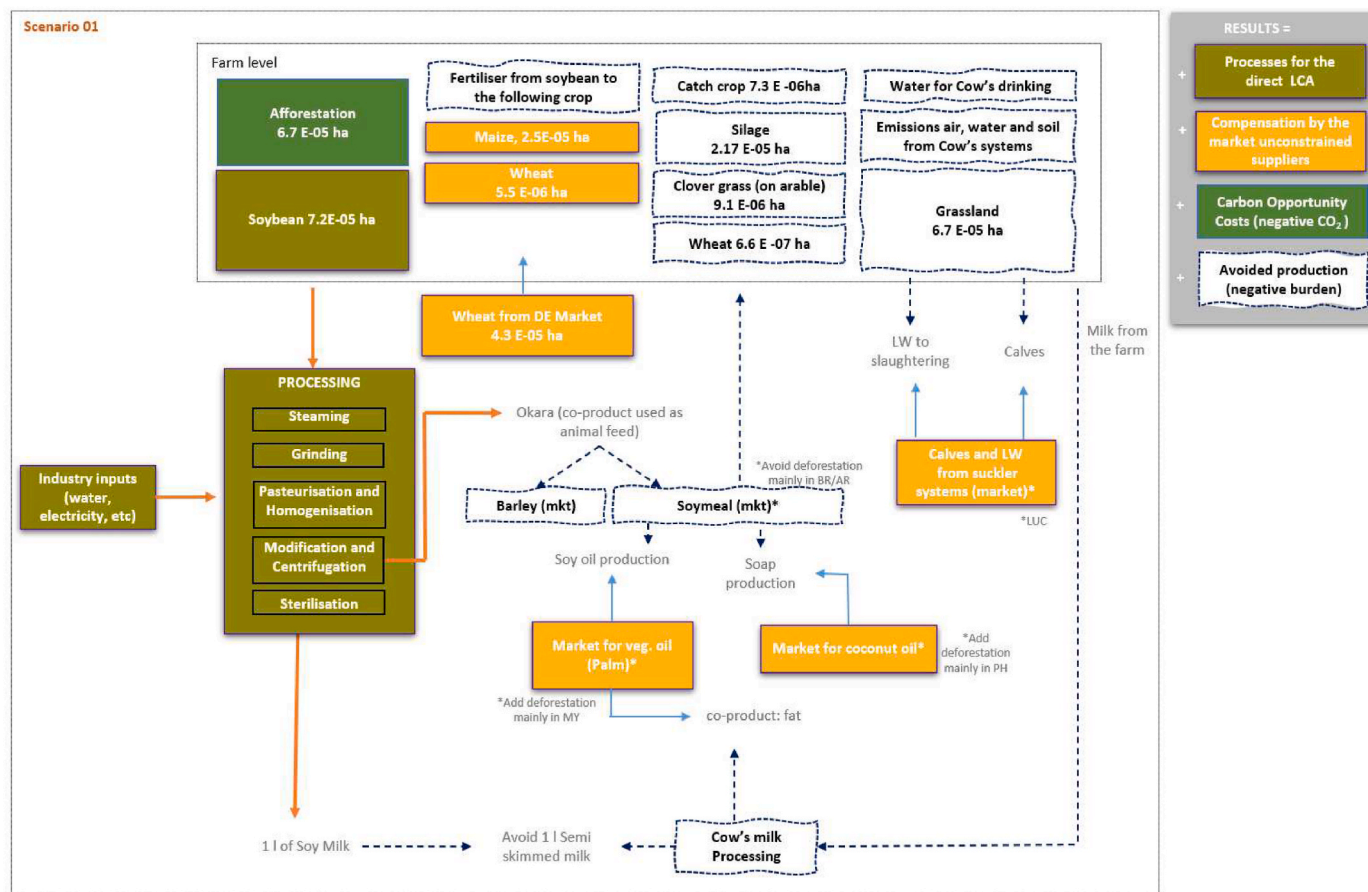 Scenario 01
Farm level
Afforestation
6.7 E-05 ha
Soybean 7.2E-05 ha
Fertiliser from soybean to
the following crop
Maize, 2.5E-05 ha
Wheat
5.5 E-06 ha
Catch crop 7.3 E -06ha
Silage
2.17 E-05 ha
Clover grass (on arable)
9.1 E-06 ha
Wheat 6.6 E -07 ha
Water for Cow's drinking
Emissions air, water and soil
from Cow's systems
Grassland
6.7 E-05 ha
Wheat from DE Market
4.3 E-05 ha
LW to
slaughtering
Calves
Milk from
the farm
PROCESSING
Steaming
Grinding
Pasteurisation and
Homogenisation
Modification and
Centrifugation
Sterilisation
Industry inputs
(water,
electricity, etc)
Okara (co-product used as
animal feed)
*Avoid deforestation
mainly in BR/AR
Barley (mkt)
Soymeal (mkt)*
Calves and LW
from suckler
systems (market)*
*LUC
Soy oil production
Soap
production
Market for veg. oil
(Palm)*
*Add deforestation
mainly in MY
Market for coconut oil*
*Add
deforestation
mainly in PH
co-product: fat
1 l of Soy Milk
Avoid 1 l Semi
skimmed milk
Cow's milk
Processing
RESULTS =
+
Processes for the
direct LCA
+
Compensation by the
market unconstrained
suppliers
+
Carbon Opportunity
Costs (negative CO₂)
+
Avoided production
(negative burden)